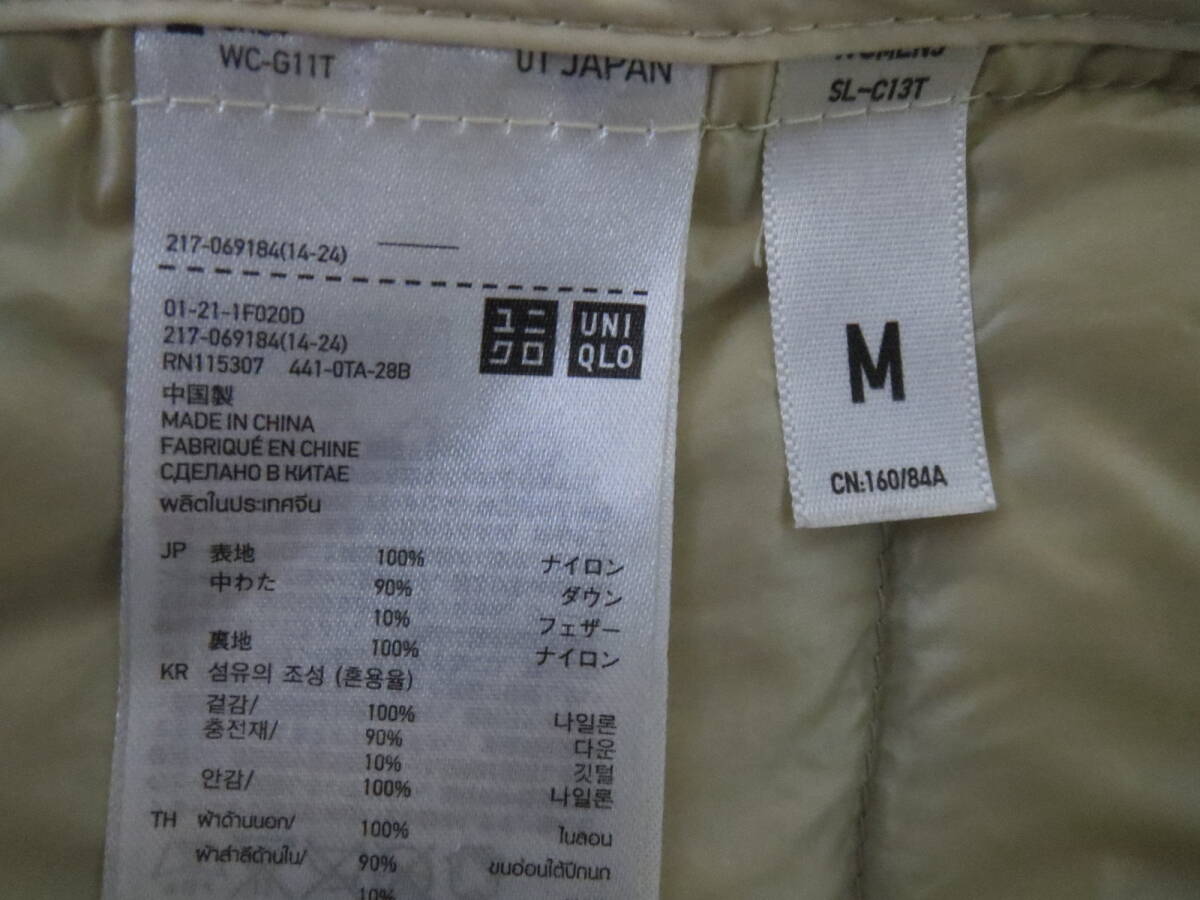 WC-G11T
01 JAPAN
217-069184(14-24)
01-21-1F020D
217-069184(14-24)
RN115307 441-0TA-28B
ユニクロ
UNIQLO
中国製
MADE IN CHINA
FABRIQUÉ EN CHINE
СДЕЛАНО В КИТАЕ
ผลิตในประเทศจีน
JP 表地 100% ナイロン
中わた 90% ダウン
10% フェザー
裏地 100% ナイロン
KR 섬유의 조성 (혼용율)
겉감/ 100% 나일론
충전재/ 90% 다운
10% 깃털
안감/ 100% 나일론
TH ผ้าด้านนอก/ 100% ไนลอน
ผ้าสำลีด้านใน/ 90% ขนอ่อนใต้ปีกนก
10%
WOMENS
SL-C13T
M
CN:160/84A